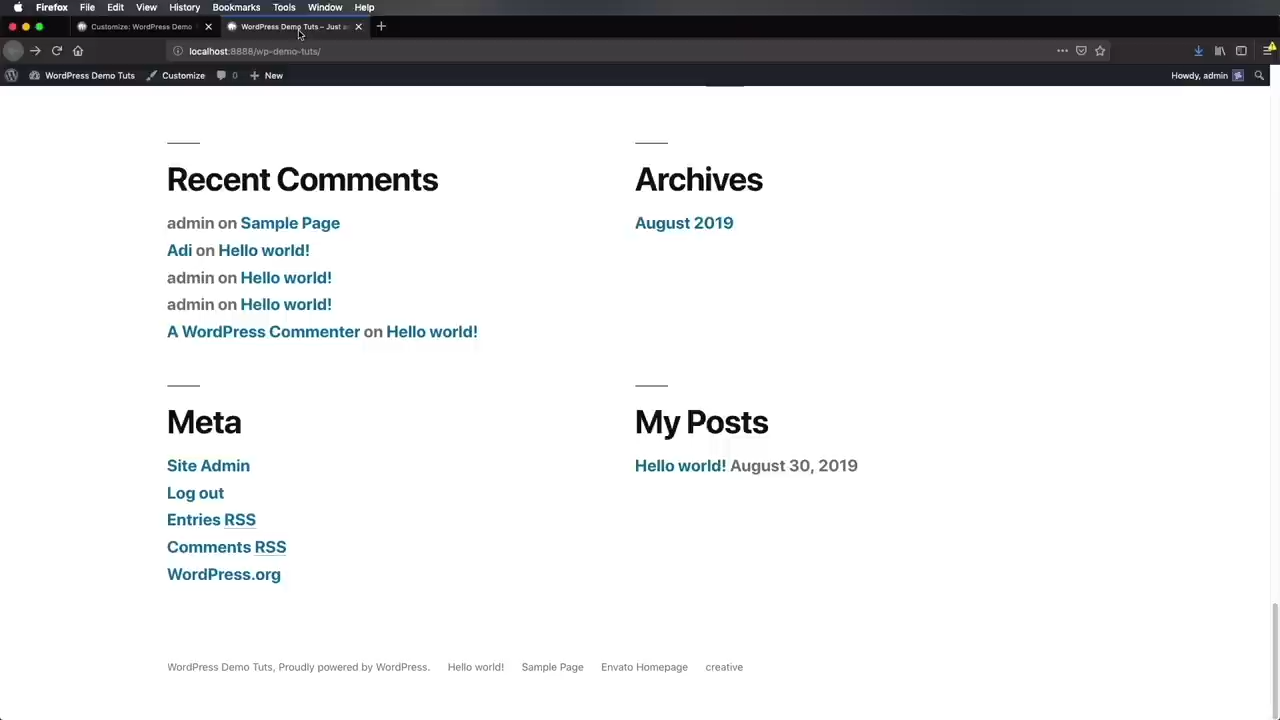 Firefox File Edit View History Bookmarks Tools Window Help
Customize: WordPress Demo
WordPress Demo Tuts – Just a
localhost:8888/wp-demo-tuts/
WordPress Demo Tuts Customize 0 New Howdy, admin
Recent Comments
admin on Sample Page
Adi on Hello world!
admin on Hello world!
admin on Hello world!
A WordPress Commenter on Hello world!
Archives
August 2019
Meta
Site Admin
Log out
Entries RSS
Comments RSS
WordPress.org
My Posts
Hello world! August 30, 2019
WordPress Demo Tuts, Proudly powered by WordPress. Hello world! Sample Page Envato Homepage creative